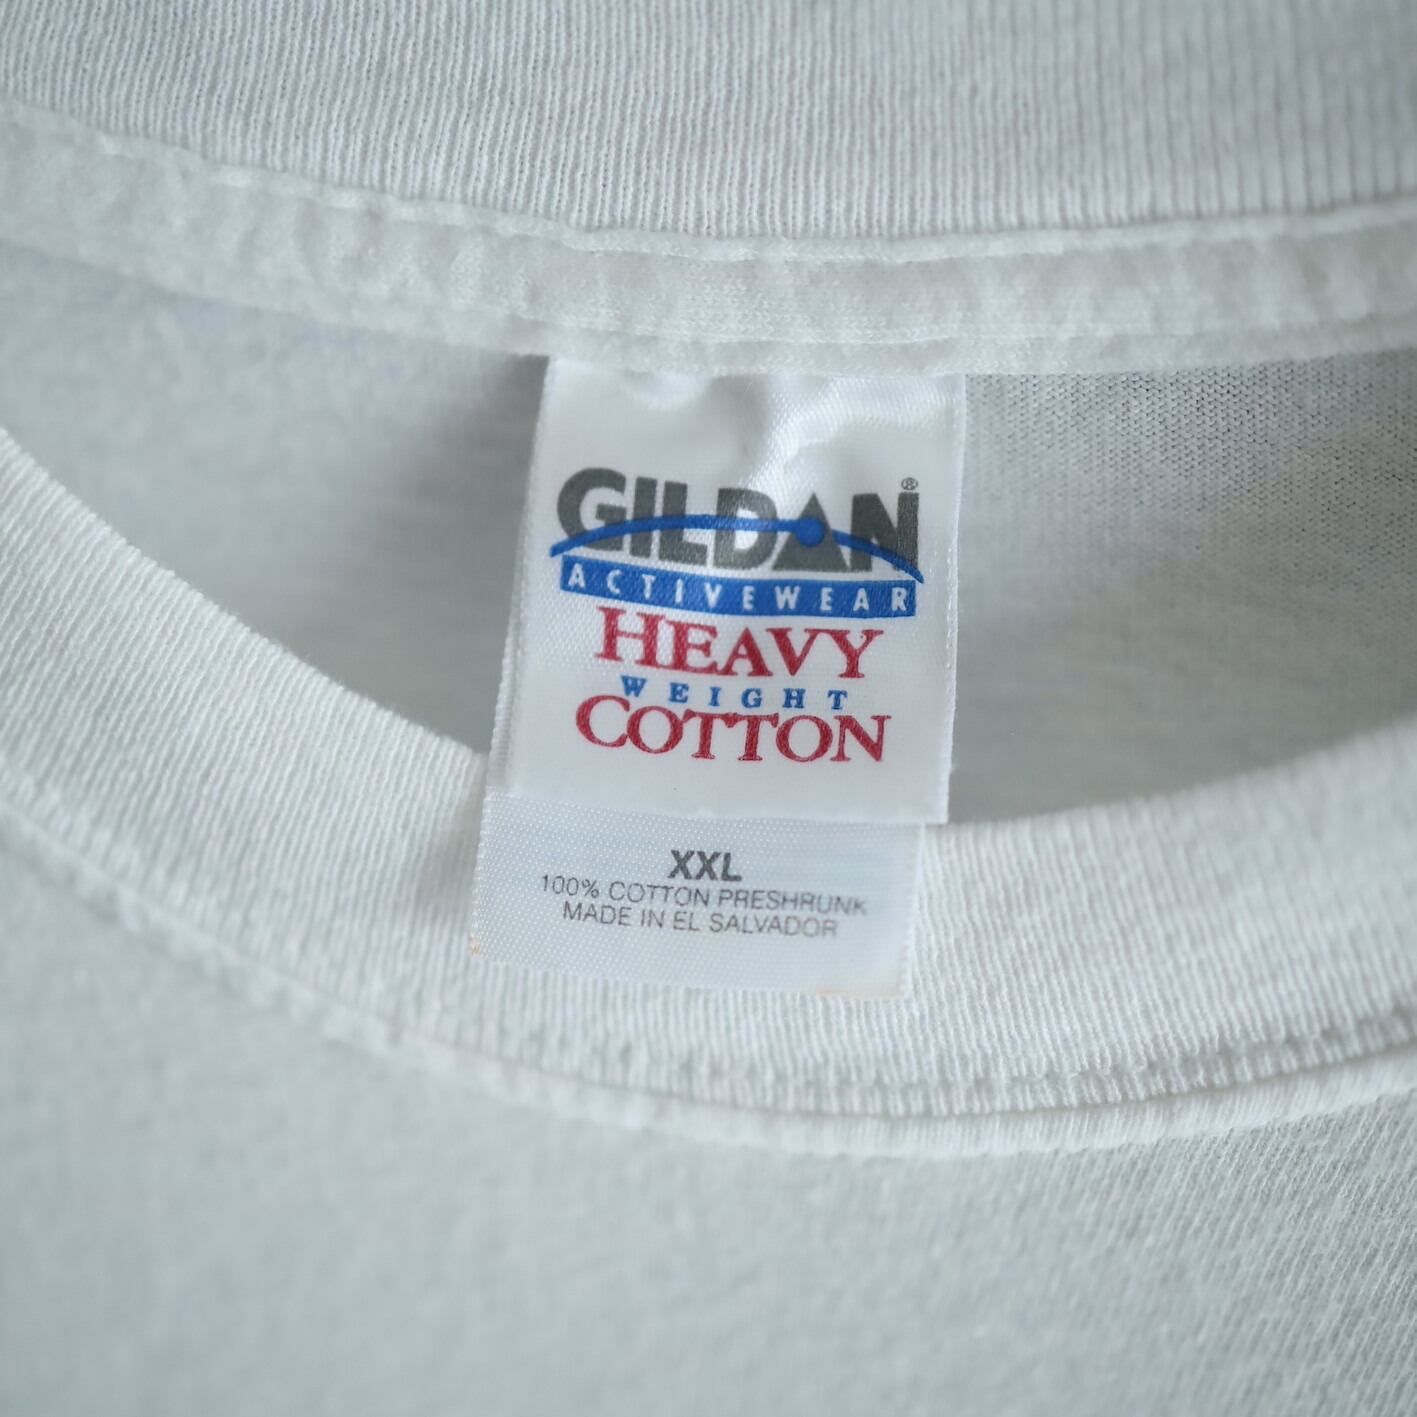 GILDAN®
ACTIVEWEAR
HEAVY
WEIGHT
COTTON
XXL
100% COTTON PRESHRUNK
MADE IN EL SALVADOR